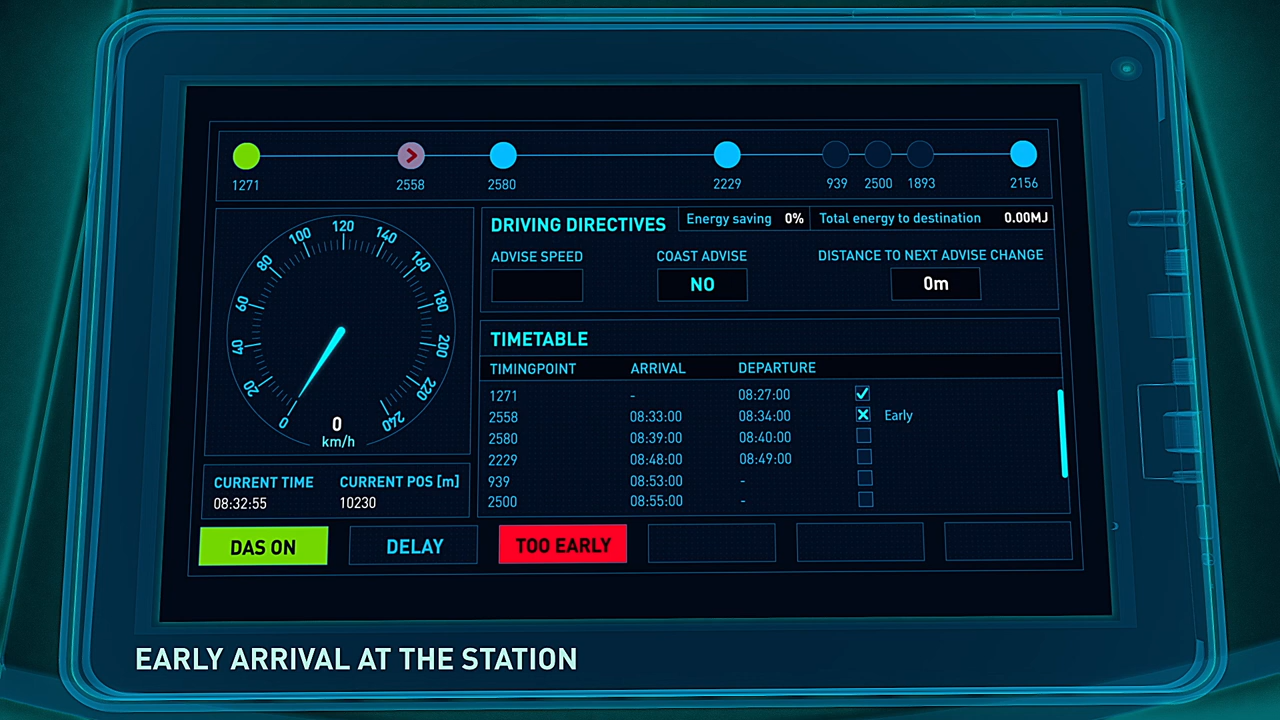 1271 2558 2580 2229 939 2500 1893 2156
0 20 40 60 80 100 120 140 160 180 200 220 240
0
km/h
CURRENT TIME CURRENT POS [m]
08:32:55 10230
DRIVING DIRECTIVES Energy saving 0% Total energy to destination 0.00MJ
ADVISE SPEED COAST ADVISE DISTANCE TO NEXT ADVISE CHANGE
NO 0m
TIMETABLE
TIMINGPOINT ARRIVAL DEPARTURE
1271 - 08:27:00
2558 08:33:00 08:34:00 Early
2580 08:39:00 08:40:00
2229 08:48:00 08:49:00
939 08:53:00 -
2500 08:55:00 -
DAS ON DELAY TOO EARLY
EARLY ARRIVAL AT THE STATION